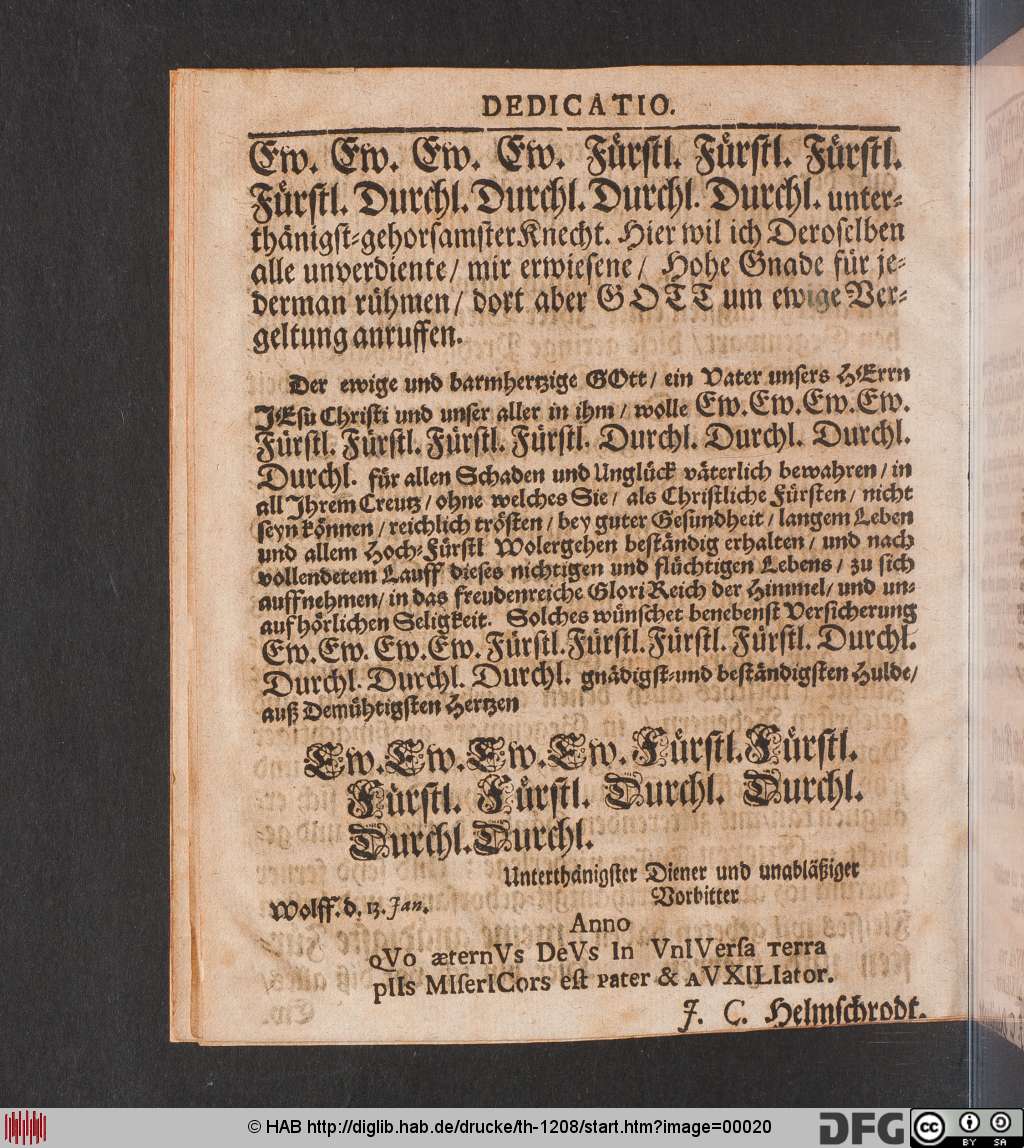 DEDICATIO.
Ew. Ew. Ew. Ew. Fürstl. Fürstl. Fürstl.
Fürstl. Durchl. Durchl. Durchl. Durchl. unter-
thänigst-gehorsamster Knecht. Hier wil ich Deroselben
alle unverdiente / mir erwiesene / Hohe Gnade für je-
derman rühmen / dort aber GOTT um ewige Ver-
geltung anruffen.
Der ewige und barmhertzige GOtt / ein Vater unsers HErrn
JEsu Christi und unser aller in ihm / wolle Ew. Ew. Ew. Ew.
Fürstl. Fürstl. Fürstl. Fürstl. Durchl. Durchl. Durchl.
Durchl. für allen Schaden und Unglück väterlich bewahren / in
all Jhrem Creutz / ohne welches Sie / als Christliche Fürsten / nicht
seyn können / reichlich trösten / bey guter Gesundheit / langem Leben
und allem Hoch-Fürstl Wolergehen beständig erhalten / und nach
vollendetem Lauff dieses nichtigen und flüchtigen Lebens / zu sich
auffnehmen / in das freudenreiche Glori Reich der Himmel / und un-
aufhörlichen Seligkeit. Solches wünschet benebenst Versicherung
Ew. Ew. Ew. Ew. Fürstl. Fürstl. Fürstl. Fürstl. Durchl.
Durchl. Durchl. Durchl. gnädigst-und beständigsten Hulde /
auß Demühtigsten Hertzen
Ew. Ew. Ew. Ew. Fürstl. Fürstl.
Fürstl. Fürstl. Durchl. Durchl.
Durchl. Durchl.
Unterthänigster Diener und unabläßiger
Vorbitter
Wolff. d. 13. Jan.
Anno
QVo æternVs DeVs In VnIVerſa Terra
pIIs MIſerICors eſt Pater & AVXILIator.
J. C. Helmschrodt.
© HAB http://diglib.hab.de/drucke/th-1208/start.htm?image=00020
DFG
cc
BY SA